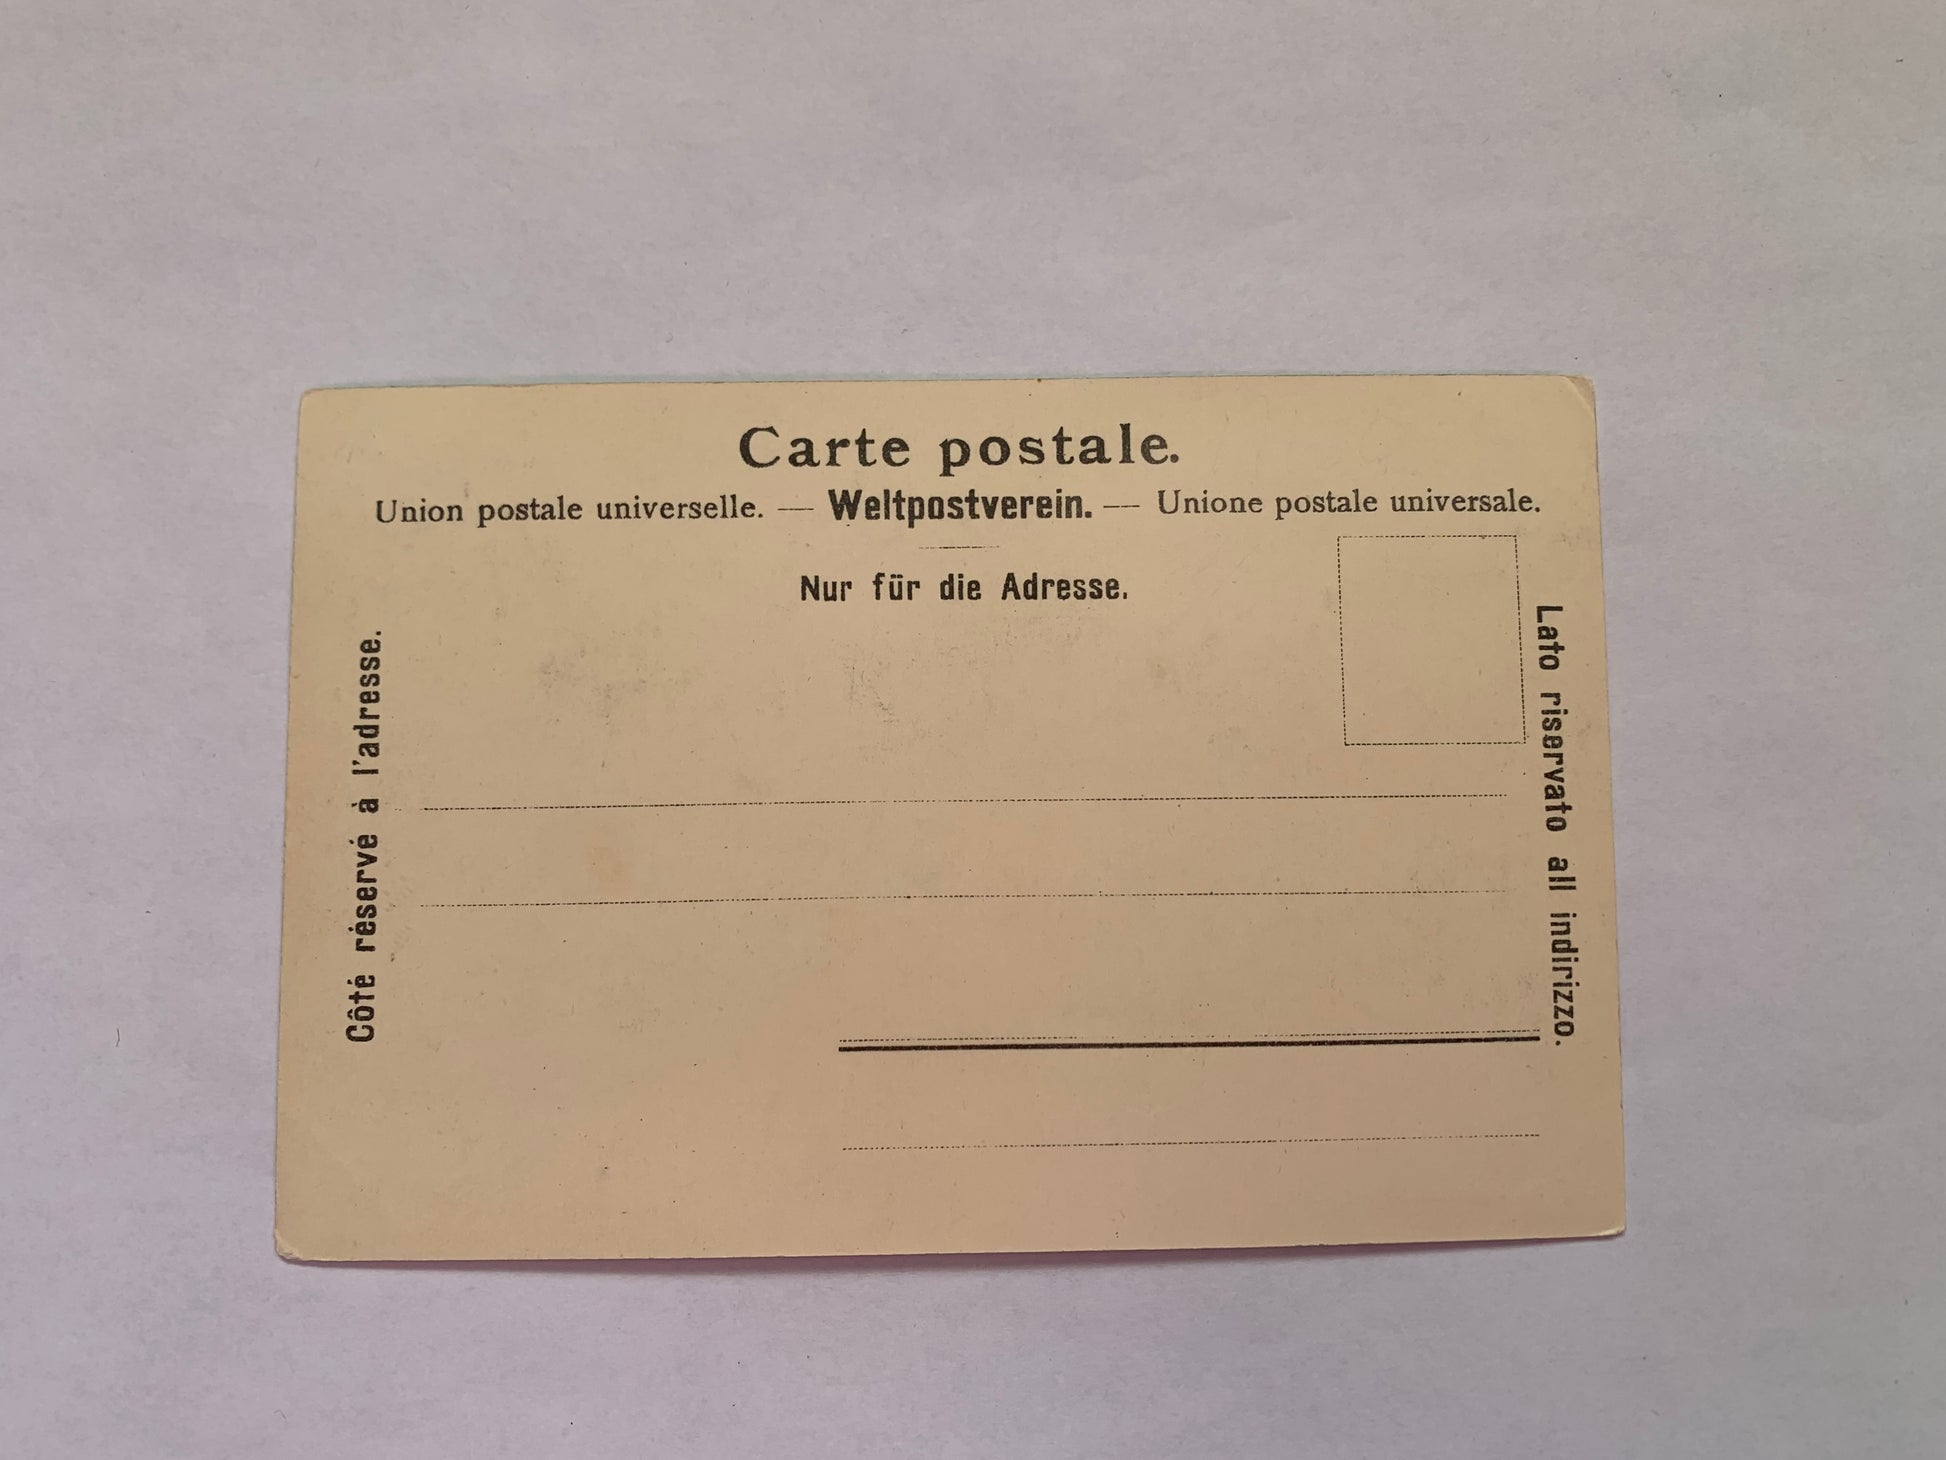 Carte postale.
Union postale universelle. — Weltpostverein. — Unione postale universale.
Nur für die Adresse.
Côté réservé à l'adresse.
Lato riservato all indirizzo.